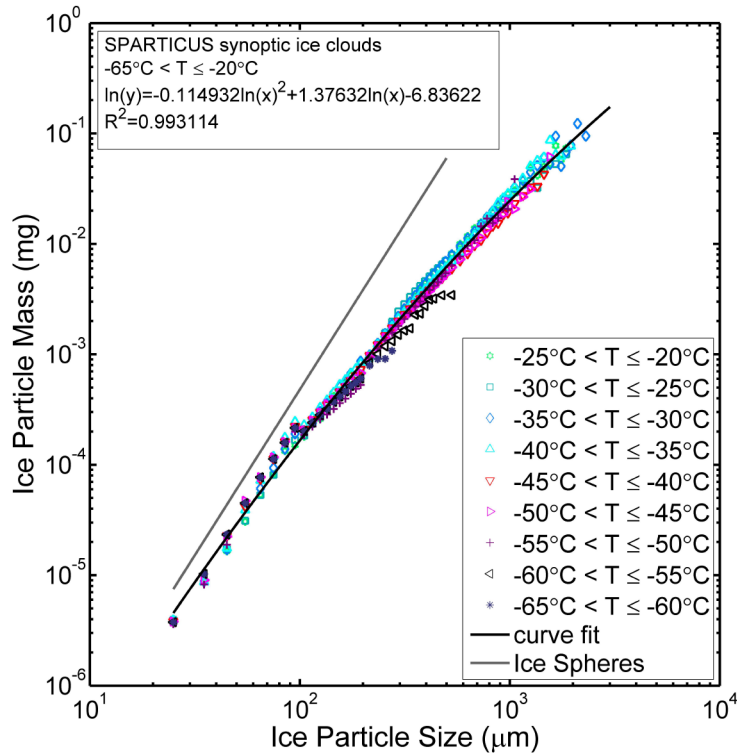 10⁰
10⁻¹
10⁻²
10⁻³
10⁻⁴
10⁻⁵
10⁻⁶
Ice Particle Mass (mg)
SPARTICUS synoptic ice clouds
-65°C < T ≤ -20°C
ln(y)=-0.114932ln(x)²+1.37632ln(x)-6.83622
R²=0.993114
-25°C < T ≤ -20°C
-30°C < T ≤ -25°C
-35°C < T ≤ -30°C
-40°C < T ≤ -35°C
-45°C < T ≤ -40°C
-50°C < T ≤ -45°C
-55°C < T ≤ -50°C
-60°C < T ≤ -55°C
-65°C < T ≤ -60°C
curve fit
Ice Spheres
10¹ 10² 10³ 10⁴
Ice Particle Size (μm)